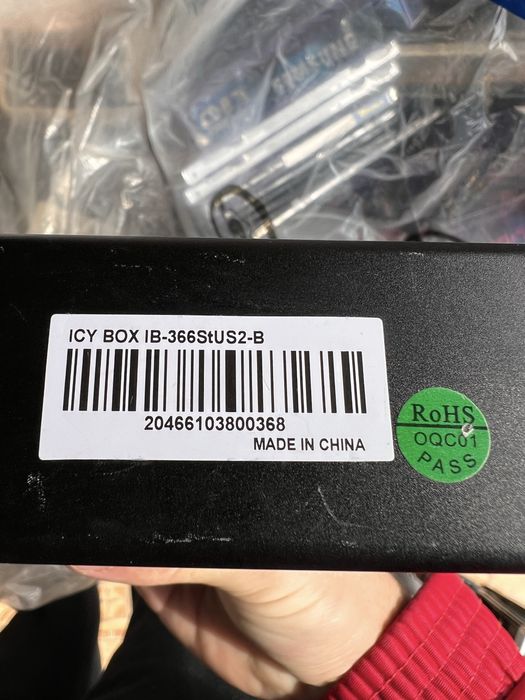 ICY BOX IB-366StUS2-B
20466103800368
MADE IN CHINA
RoHS
OQC01
PASS